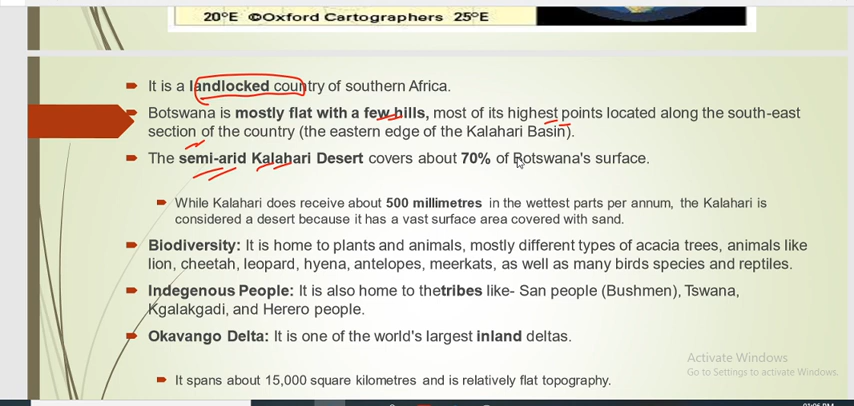 20°E ©Oxford Cartographers 25°E
It is a landlocked country of southern Africa.
Botswana is mostly flat with a few hills, most of its highest points located along the south-east
section of the country (the eastern edge of the Kalahari Basin).
The semi-arid Kalahari Desert covers about 70% of Botswana's surface.
While Kalahari does receive about 500 millimetres in the wettest parts per annum, the Kalahari is
considered a desert because it has a vast surface area covered with sand.
Biodiversity: It is home to plants and animals, mostly different types of acacia trees, animals like
lion, cheetah, leopard, hyena, antelopes, meerkats, as well as many birds species and reptiles.
Indegenous People: It is also home to thetribes like- San people (Bushmen), Tswana,
Kgalakgadi, and Herero people.
Okavango Delta: It is one of the world's largest inland deltas.
Activate Windows
Go to Settings to activate Windows.
It spans about 15,000 square kilometres and is relatively flat topography.